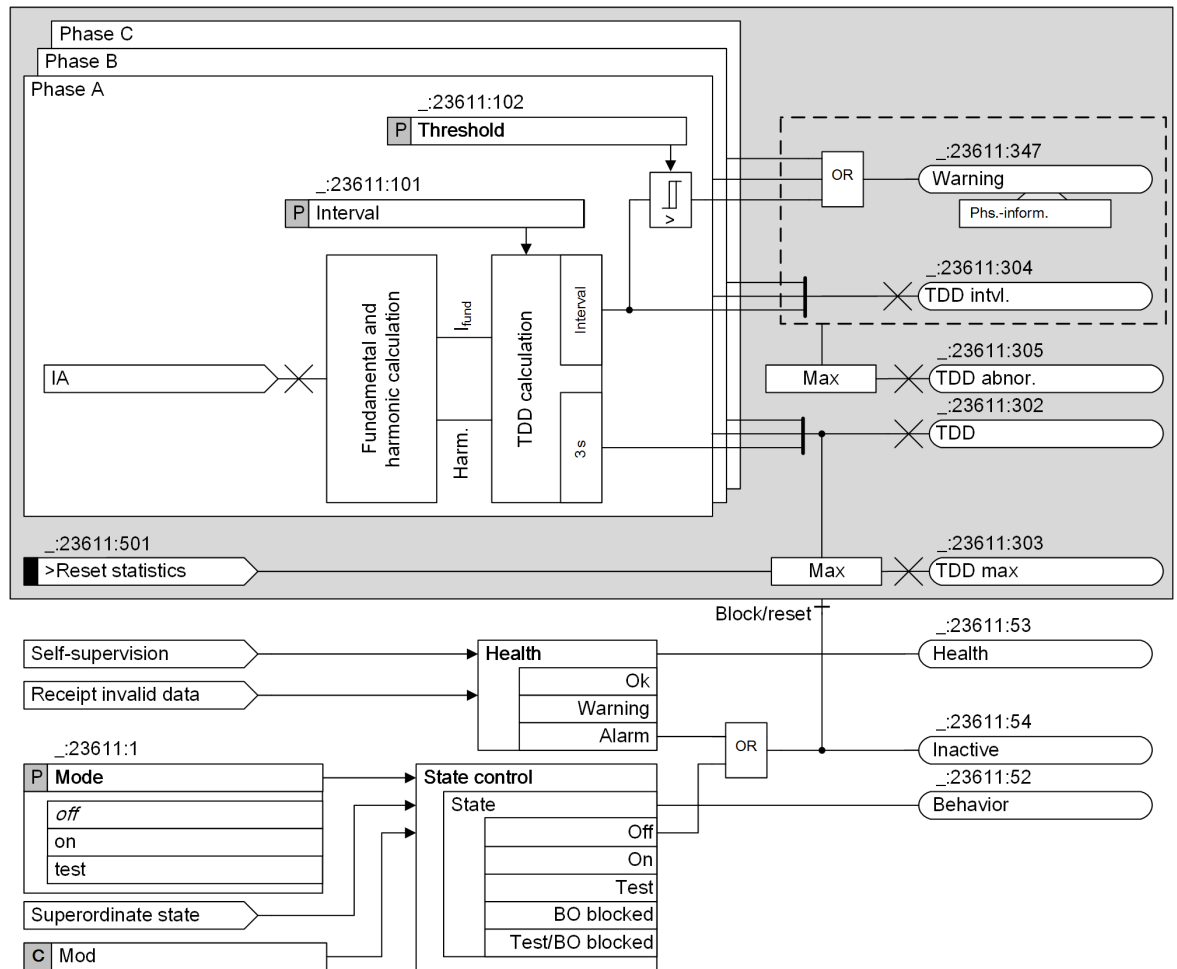 Phase C
Phase B
Phase A
_:23611:102
P Threshold
_:23611:101
P Interval
>
OR
_:23611:347
Warning
Phs.-inform.
_:23611:304
TDD intvl.
IA
Fundamental and
harmonic calculation
Ifund
Harm.
TDD calculation
Interval
3 s
_:23611:305
Max
TDD abnor.
_:23611:302
TDD
_:23611:501
>Reset statistics
_:23611:303
Max
TDD max
Block/reset
_:23611:53
Self-supervision
Health
Health
Receipt invalid data
Ok
Warning
Alarm
OR
_:23611:54
Inactive
_:23611:1
P Mode
off
on
test
State control
State
_:23611:52
Behavior
Off
On
Test
BO blocked
Test/BO blocked
Superordinate state
C Mod